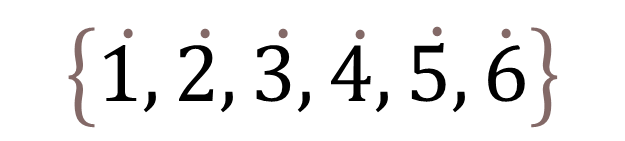 {1̇, 2̇, 3̇, 4̇, 5̇, 6̇}